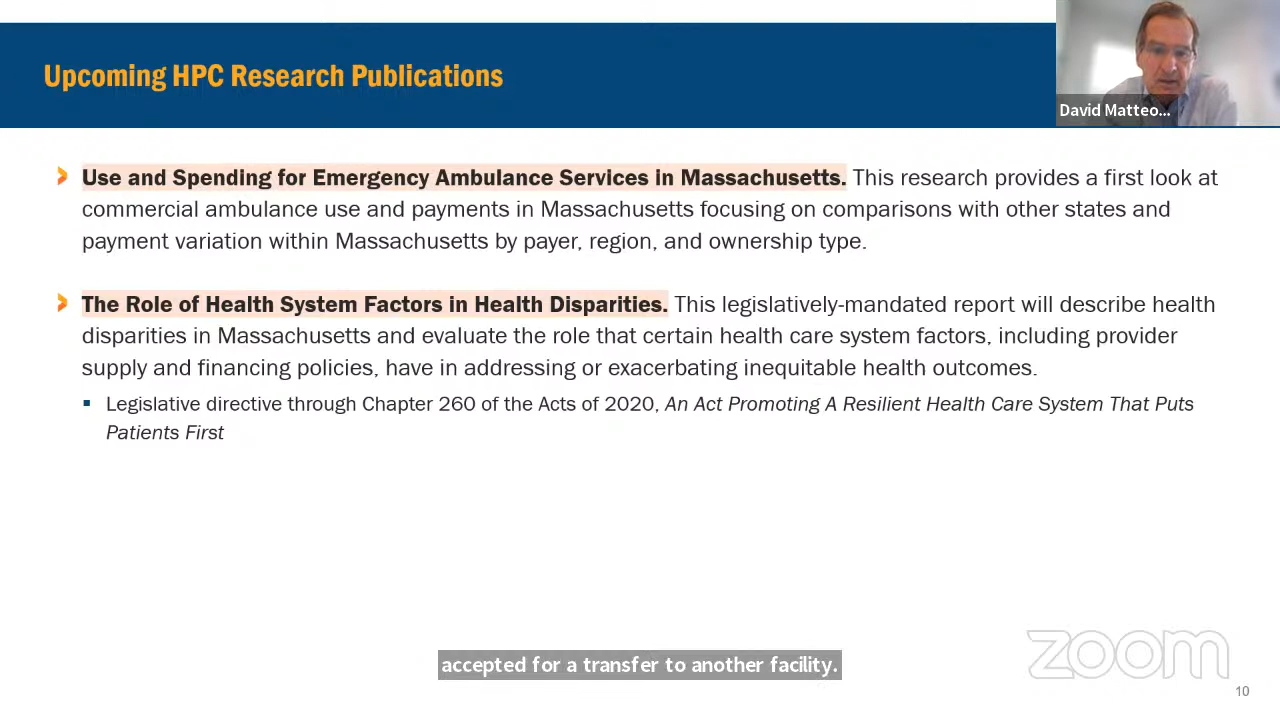 Upcoming HPC Research Publications
David Matteo...
Use and Spending for Emergency Ambulance Services in Massachusetts. This research provides a first look at
commercial ambulance use and payments in Massachusetts focusing on comparisons with other states and
payment variation within Massachusetts by payer, region, and ownership type.
The Role of Health System Factors in Health Disparities. This legislatively-mandated report will describe health
disparities in Massachusetts and evaluate the role that certain health care system factors, including provider
supply and financing policies, have in addressing or exacerbating inequitable health outcomes.
Legislative directive through Chapter 260 of the Acts of 2020, An Act Promoting A Resilient Health Care System That Puts
Patients First
accepted for a transfer to another facility.
zoom
10